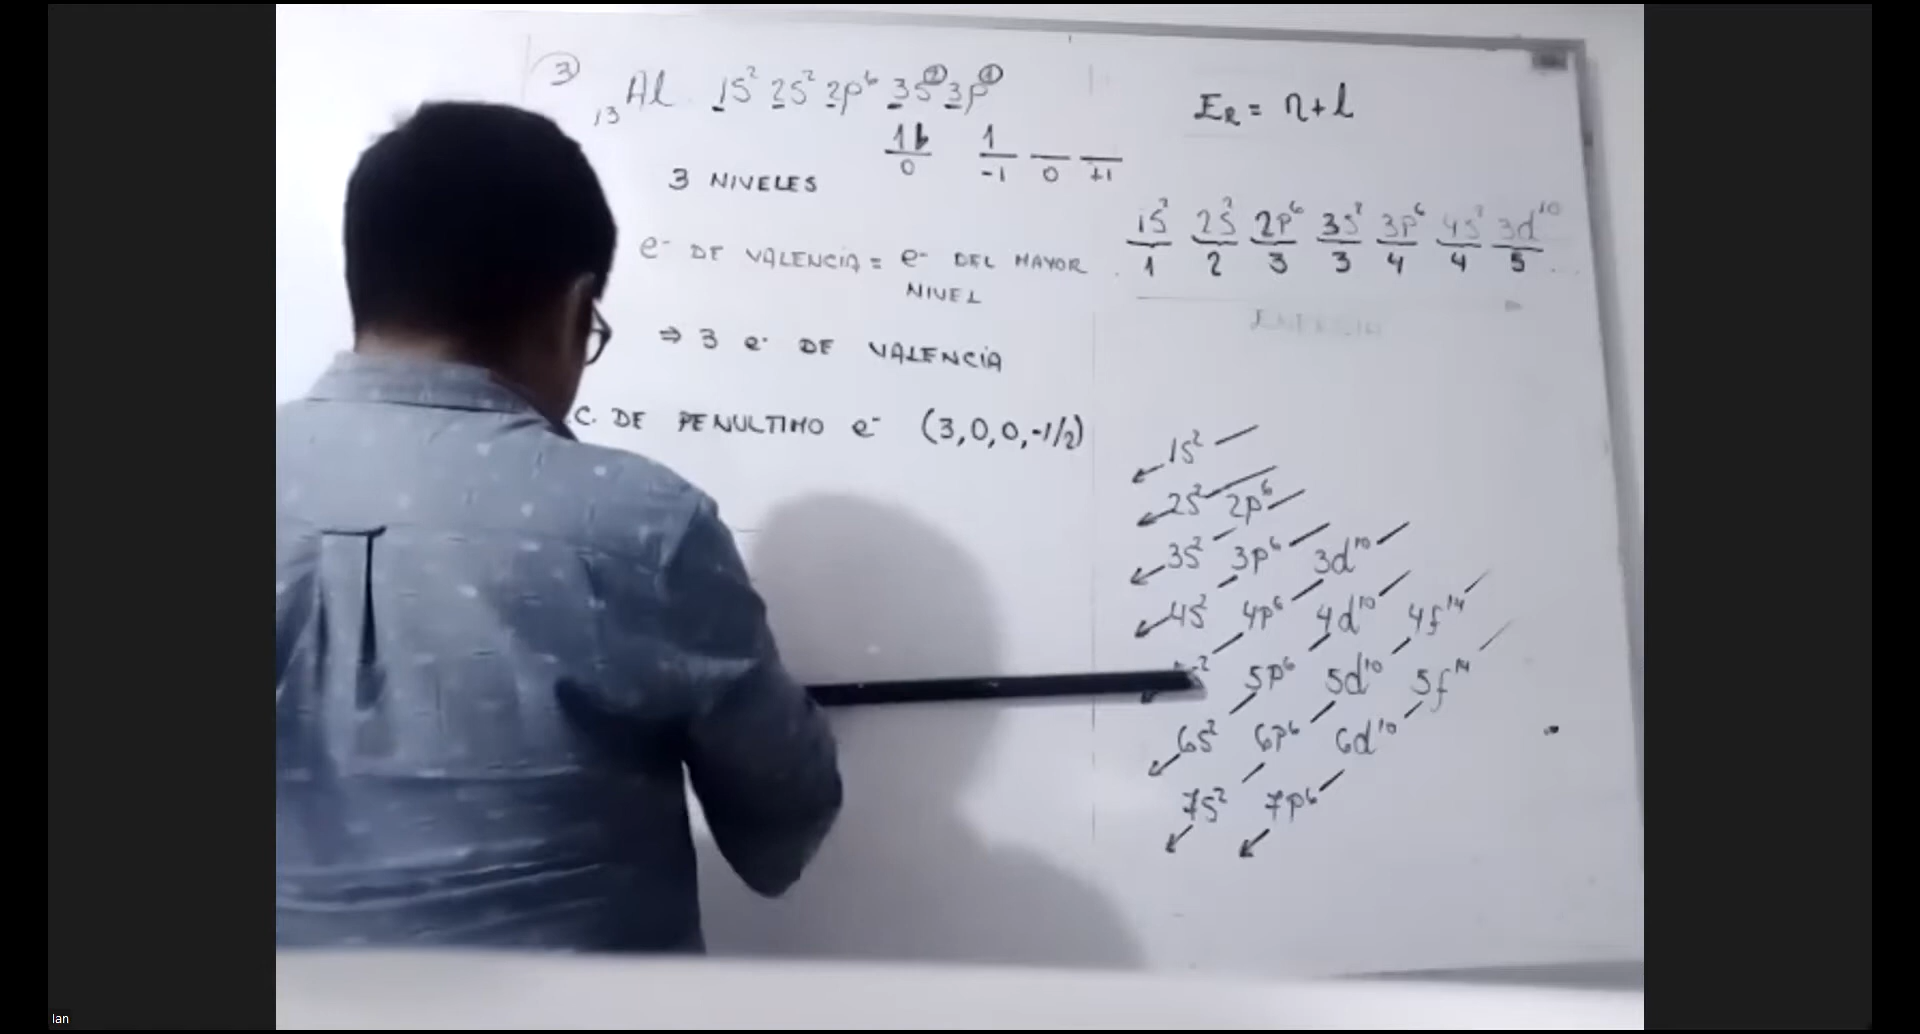 3
13Al 1s² 2s² 2p⁶ 3s² 3p¹
1 0
1 -1 0 +1
3 NIVELES
e⁻ DE VALENCIA = e⁻ DEL MAYOR
NIVEL
⇒ 3 e⁻ DE VALENCIA
C. DE PENULTIMO e⁻ (3,0,0,-1/2)
E_R = n + l
1s² 2s² 2p⁶ 3s² 3p⁶ 4s² 3d¹⁰
1 2 3 3 4 4 5
ENERGIA
1s²
2s² 2p⁶
3s² 3p⁶ 3d¹⁰
4s² 4p⁶ 4d¹⁰ 4f¹⁴
5p⁶ 5d¹⁰ 5f¹⁴
6s² 6p⁶ 6d¹⁰
7s² 7p⁶
Ian